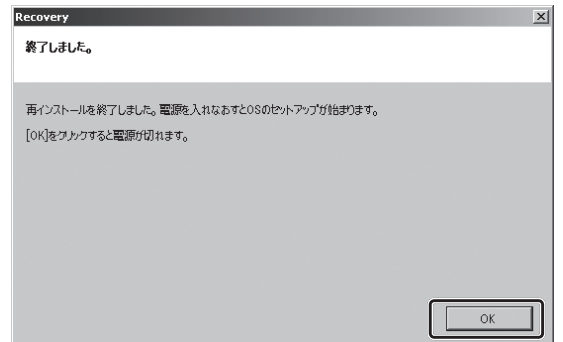 Recovery
終了しました。
再インストールを終了しました。電源を入れなおすとOSのセットアップが始まります。
[OK]をクリックすると電源が切れます。
OK